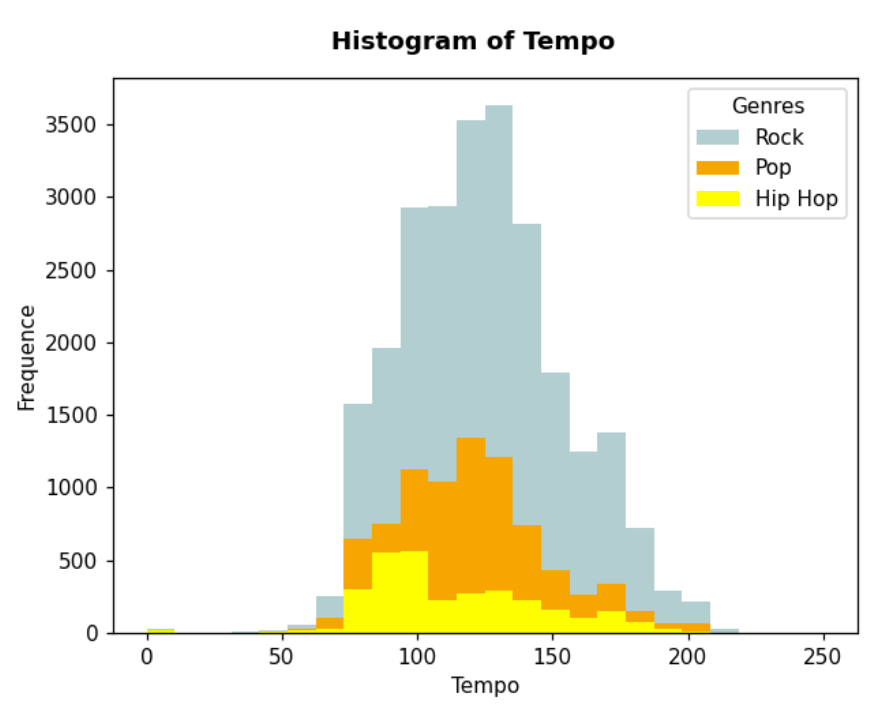 Histogram of Tempo
Genres
Rock
Pop
Hip Hop
Frequence
3500
3000
2500
2000
1500
1000
500
0
0 50 100 150 200 250
Tempo